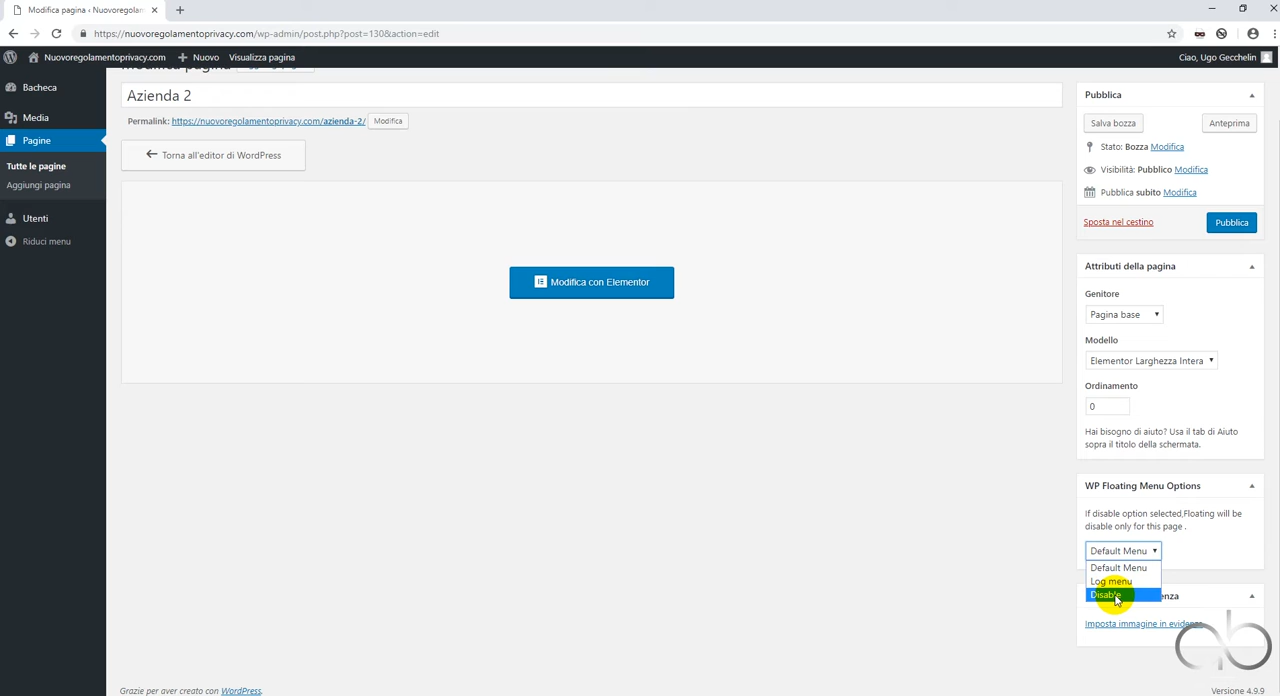 Modifica pagina ‹ Nuovoregolan
https://nuovoregolamentoprivacy.com/wp-admin/post.php?post=130&action=edit
Nuovoregolamentoprivacy.com
Nuovo
Visualizza pagina
Ciao, Ugo Gecchelin
Bacheca
Media
Pagine
Tutte le pagine
Aggiungi pagina
Utenti
Riduci menu
Modifica pagina
Azienda 2
Permalink: https://nuovoregolamentoprivacy.com/azienda-2/ Modifica
← Torna all'editor di WordPress
Modifica con Elementor
Pubblica
Salva bozza
Anteprima
Stato: Bozza Modifica
Visibilità: Pubblico Modifica
Pubblica subito Modifica
Sposta nel cestino
Pubblica
Attributi della pagina
Genitore
Pagina base
Modello
Elementor Larghezza Intera
Ordinamento
0
Hai bisogno di aiuto? Usa il tab di Aiuto
sopra il titolo della schermata.
WP Floating Menu Options
If disable option selected,Floating will be
disable only for this page .
Default Menu
Default Menu
Log menu
Disable
enza
Imposta immagine in evidenza
Grazie per aver creato con WordPress.
Versione 4.9.9